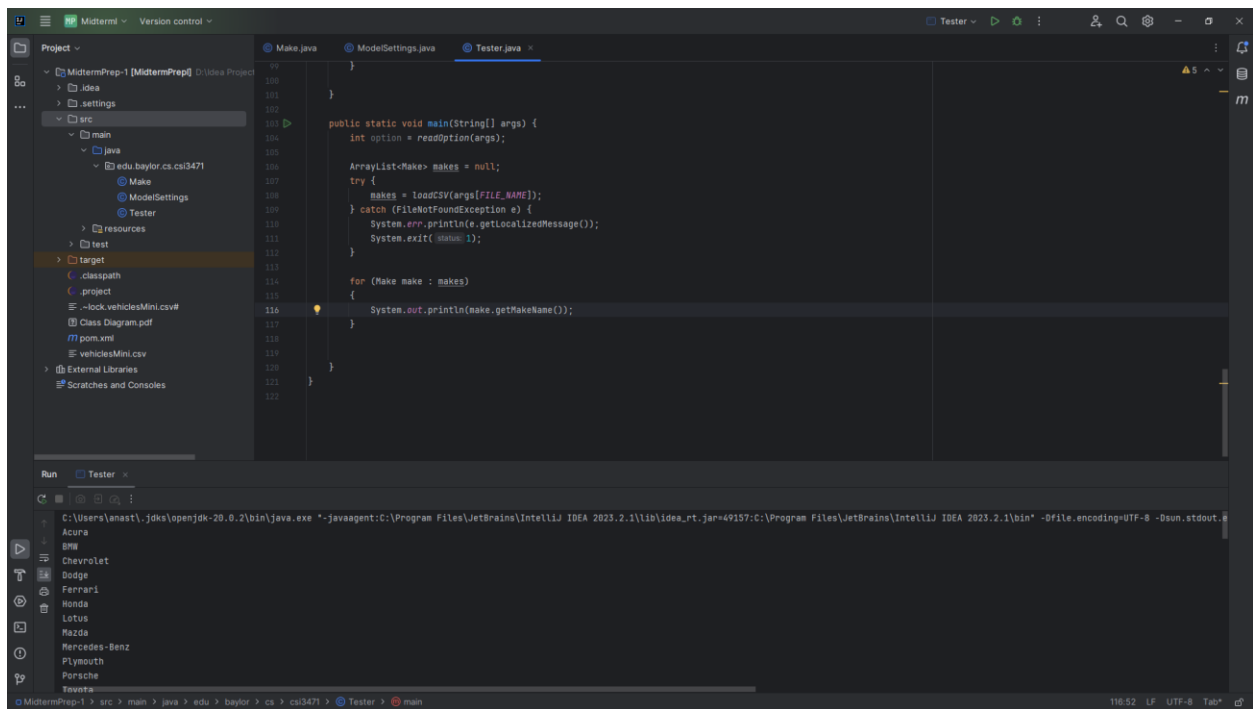 MP Midterml Version control Tester
Project
Make.java ModelSettings.java Tester.java
MidtermPrep-1 [MidtermPrepl] D:\Idea Project
.idea
.settings
src
main
java
edu.baylor.cs.csi3471
Make
ModelSettings
Tester
resources
test
target
.classpath
.project
.~lock.vehiclesMini.csv#
Class Diagram.pdf
pom.xml
vehiclesMini.csv
External Libraries
Scratches and Consoles
5
99 }
100
101 }
102
103 public static void main(String[] args) {
104 int option = readOption(args);
105
106 ArrayList<Make> makes = null;
107 try {
108 makes = loadCSV(args[FILE_NAME]);
109 } catch (FileNotFoundException e) {
110 System.err.println(e.getLocalizedMessage());
111 System.exit( status: 1);
112 }
113
114 for (Make make : makes)
115 {
116 System.out.println(make.getMakeName());
117 }
118
119
120 }
121 }
122
Run Tester
C:\Users\anast\.jdks\openjdk-20.0.2\bin\java.exe "-javaagent:C:\Program Files\JetBrains\IntelliJ IDEA 2023.2.1\lib\idea_rt.jar=49157:C:\Program Files\JetBrains\IntelliJ IDEA 2023.2.1\bin" -Dfile.encoding=UTF-8 -Dsun.stdout.e
Acura
BMW
Chevrolet
Dodge
Ferrari
Honda
Lotus
Mazda
Mercedes-Benz
Plymouth
Porsche
Toyota
MidtermPrep-1 > src > main > java > edu > baylor > cs > csi3471 > Tester > main 116:52 LF UTF-8 Tab*